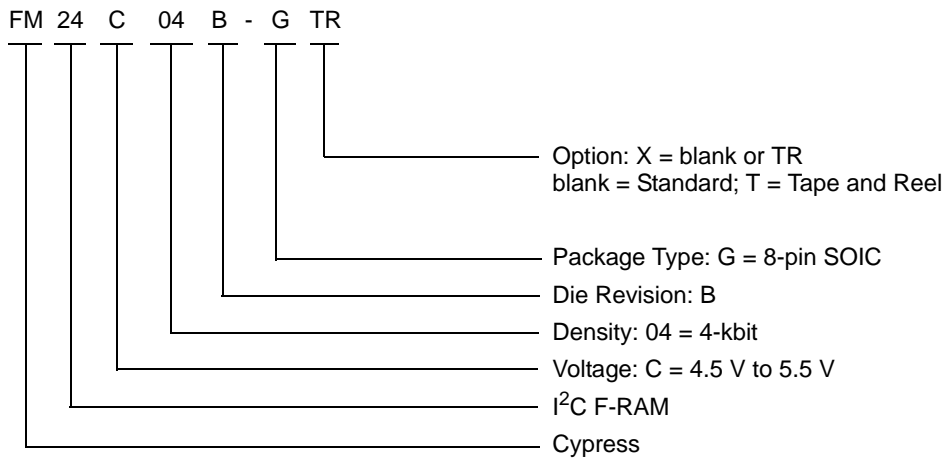 FM 24 C 04 B - G TR
Option: X = blank or TR
blank = Standard; T = Tape and Reel
Package Type: G = 8-pin SOIC
Die Revision: B
Density: 04 = 4-kbit
Voltage: C = 4.5 V to 5.5 V
I²C F-RAM
Cypress